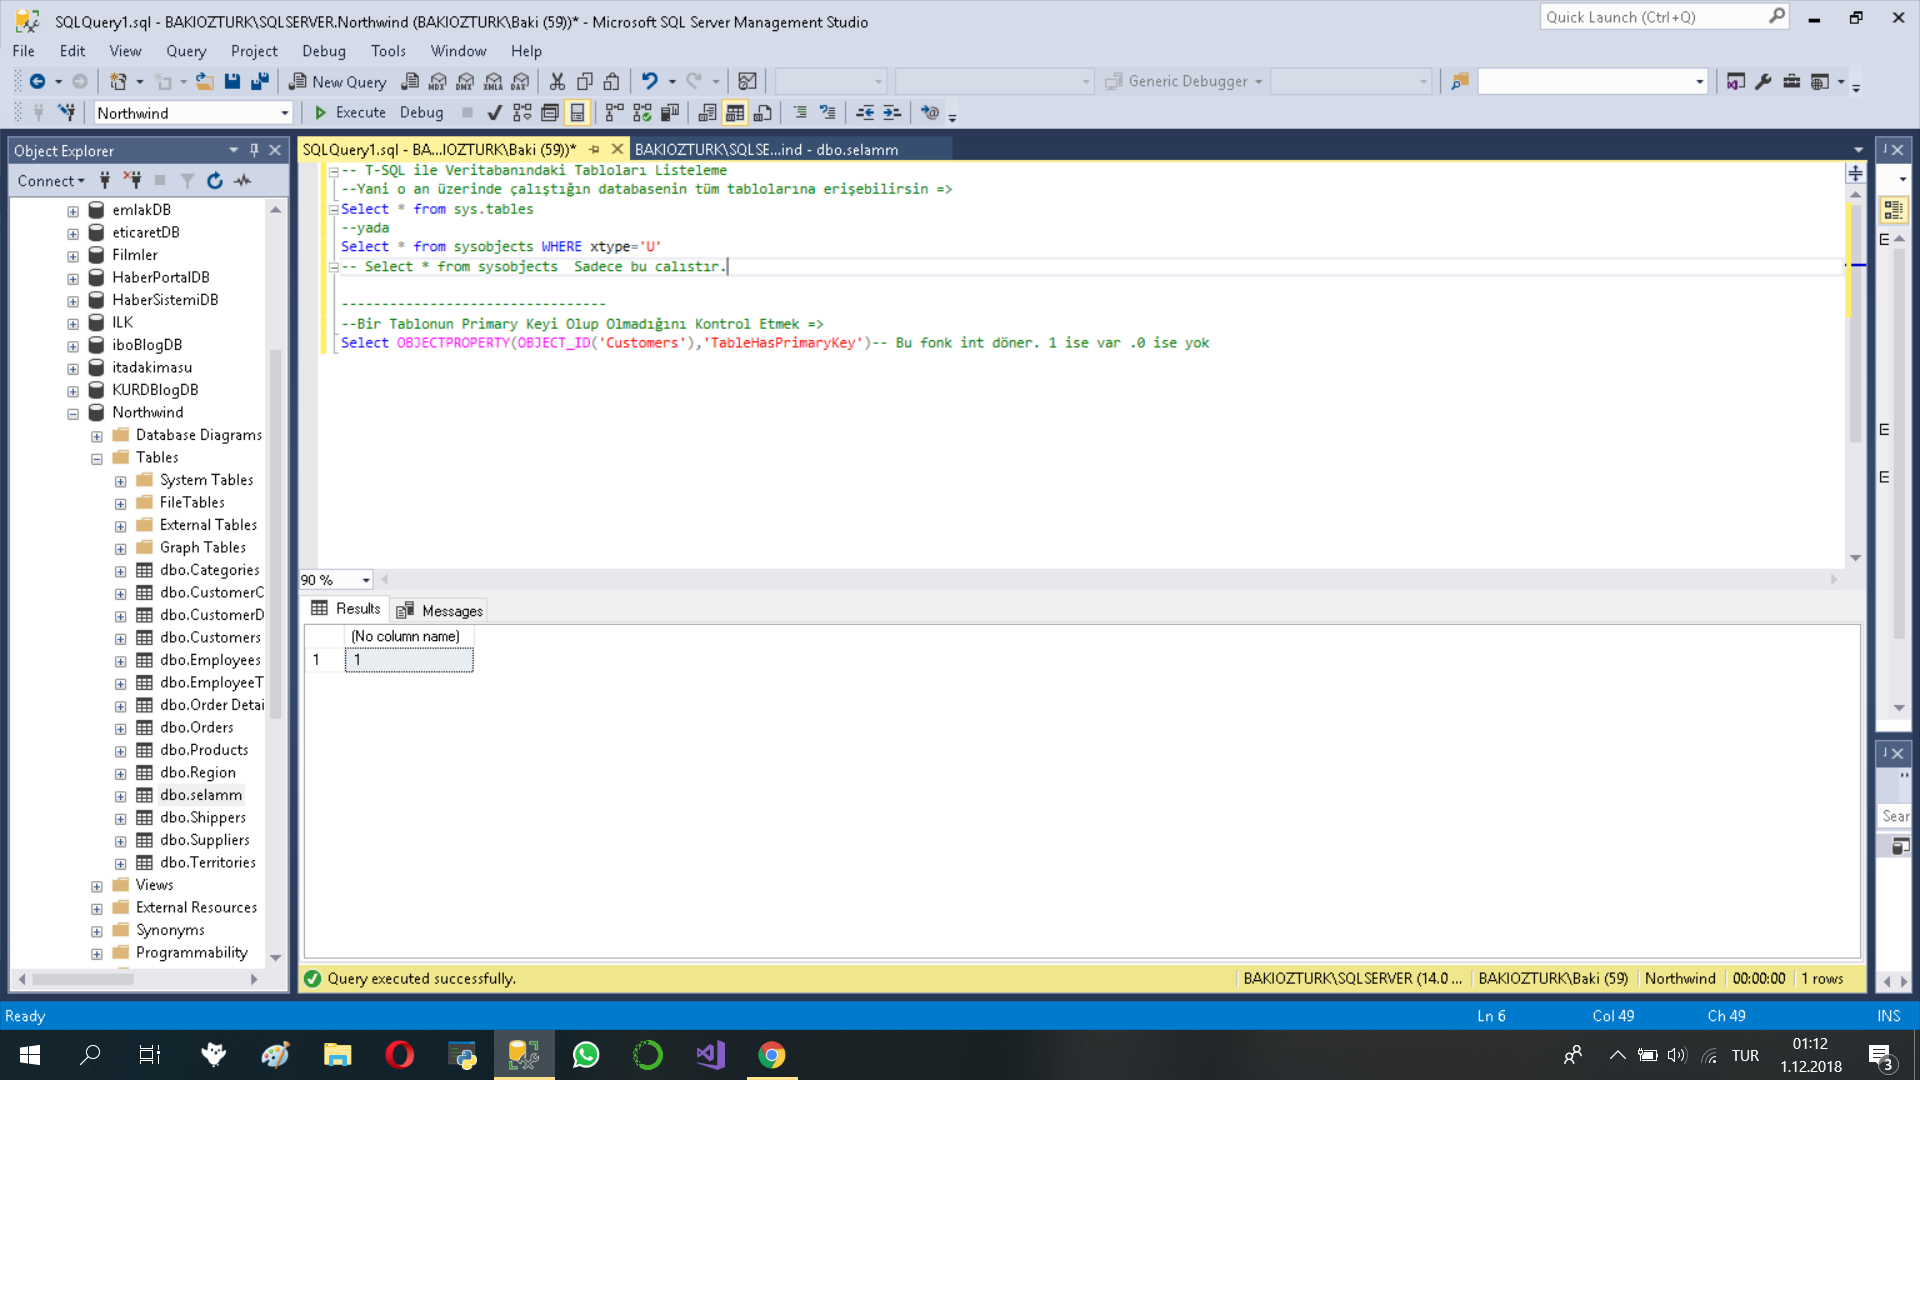 SQLQuery1.sql - BAKIOZTURK\SQLSERVER.Northwind (BAKIOZTURK\Baki (59))* - Microsoft SQL Server Management Studio
Quick Launch (Ctrl+Q)
File Edit View Query Project Debug Tools Window Help
New Query
MDX DMX XMLA DAX
Generic Debugger
Northwind
Execute Debug
Object Explorer
Connect
emlakDB
eticaretDB
Filmler
HaberPortalDB
HaberSistemiDB
ILK
iboBlogDB
itadakimasu
KURDBlogDB
Northwind
Database Diagrams
Tables
System Tables
FileTables
External Tables
Graph Tables
dbo.Categories
dbo.CustomerC
dbo.CustomerD
dbo.Customers
dbo.Employees
dbo.EmployeeT
dbo.Order Detai
dbo.Orders
dbo.Products
dbo.Region
dbo.selamm
dbo.Shippers
dbo.Suppliers
dbo.Territories
Views
External Resources
Synonyms
Programmability
SQLQuery1.sql - BA...IOZTURK\Baki (59))* BAKIOZTURK\SQLSE...ind - dbo.selamm
-- T-SQL ile Veritabanındaki Tabloları Listeleme
--Yani o an üzerinde çalıştığın databasenin tüm tablolarına erişebilirsin =>
Select * from sys.tables
--yada
Select * from sysobjects WHERE xtype='U'
-- Select * from sysobjects  Sadece bu calıstır.
---------------------------------
--Bir Tablonun Primary Keyi Olup Olmadığını Kontrol Etmek =>
Select OBJECTPROPERTY(OBJECT_ID('Customers'),'TableHasPrimaryKey')-- Bu fonk int döner. 1 ise var .0 ise yok
90 %
Results Messages
(No column name)
1 1
Sear
Query executed successfully.
BAKIOZTURK\SQLSERVER (14.0 ... BAKIOZTURK\Baki (59) Northwind 00:00:00 1 rows
Ready Ln 6 Col 49 Ch 49 INS
TUR
01:12
1.12.2018
3